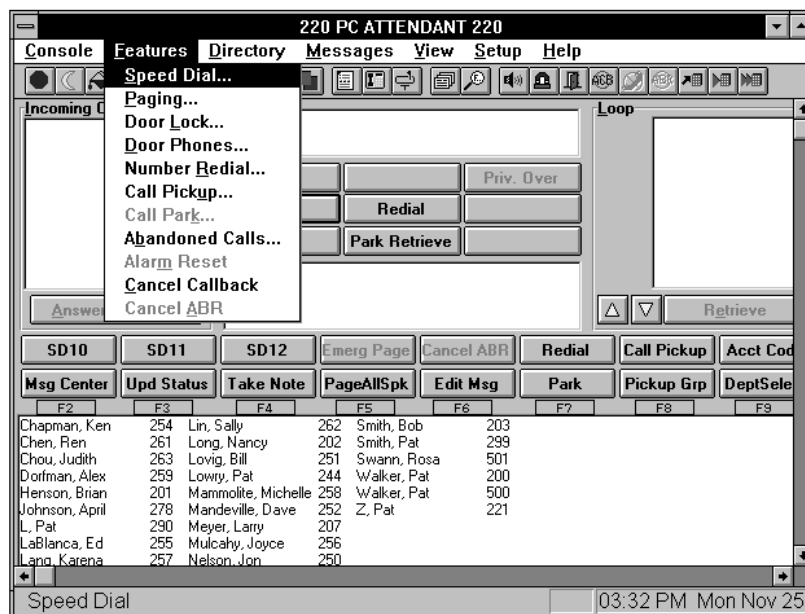 220 PC ATTENDANT 220
Console Features Directory Messages View Setup Help
Speed Dial...
Paging...
Door Lock...
Door Phones...
Number Redial...
Call Pickup...
Call Park...
Abandoned Calls...
Alarm Reset
Cancel Callback
Cancel ABR
Incoming
Loop
Priv. Over
Redial
Park Retrieve
Answer
Retrieve
SD10 SD11 SD12 Emerg Page Cancel ABR Redial Call Pickup Acct Cod
Msg Center Upd Status Take Note PageAllSpk Edit Msg Park Pickup Grp DeptSele
F2 F3 F4 F5 F6 F7 F8 F9
Chapman, Ken 254 Lin, Sally 262 Smith, Bob 203
Chen, Ren 261 Long, Nancy 202 Smith, Pat 299
Chou, Judith 263 Lovig, Bill 251 Swann, Rosa 501
Dorfman, Alex 259 Lowry, Pat 244 Walker, Pat 200
Henson, Brian 201 Mammolite, Michelle 258 Walker, Pat 500
Johnson, April 278 Mandeville, Dave 252 Z, Pat 221
L, Pat 290 Meyer, Larry 207
LaBlanca, Ed 255 Mulcahy, Joyce 256
Lang, Karena 257 Nelson, Jon 250
Speed Dial 03:32 PM Mon Nov 25